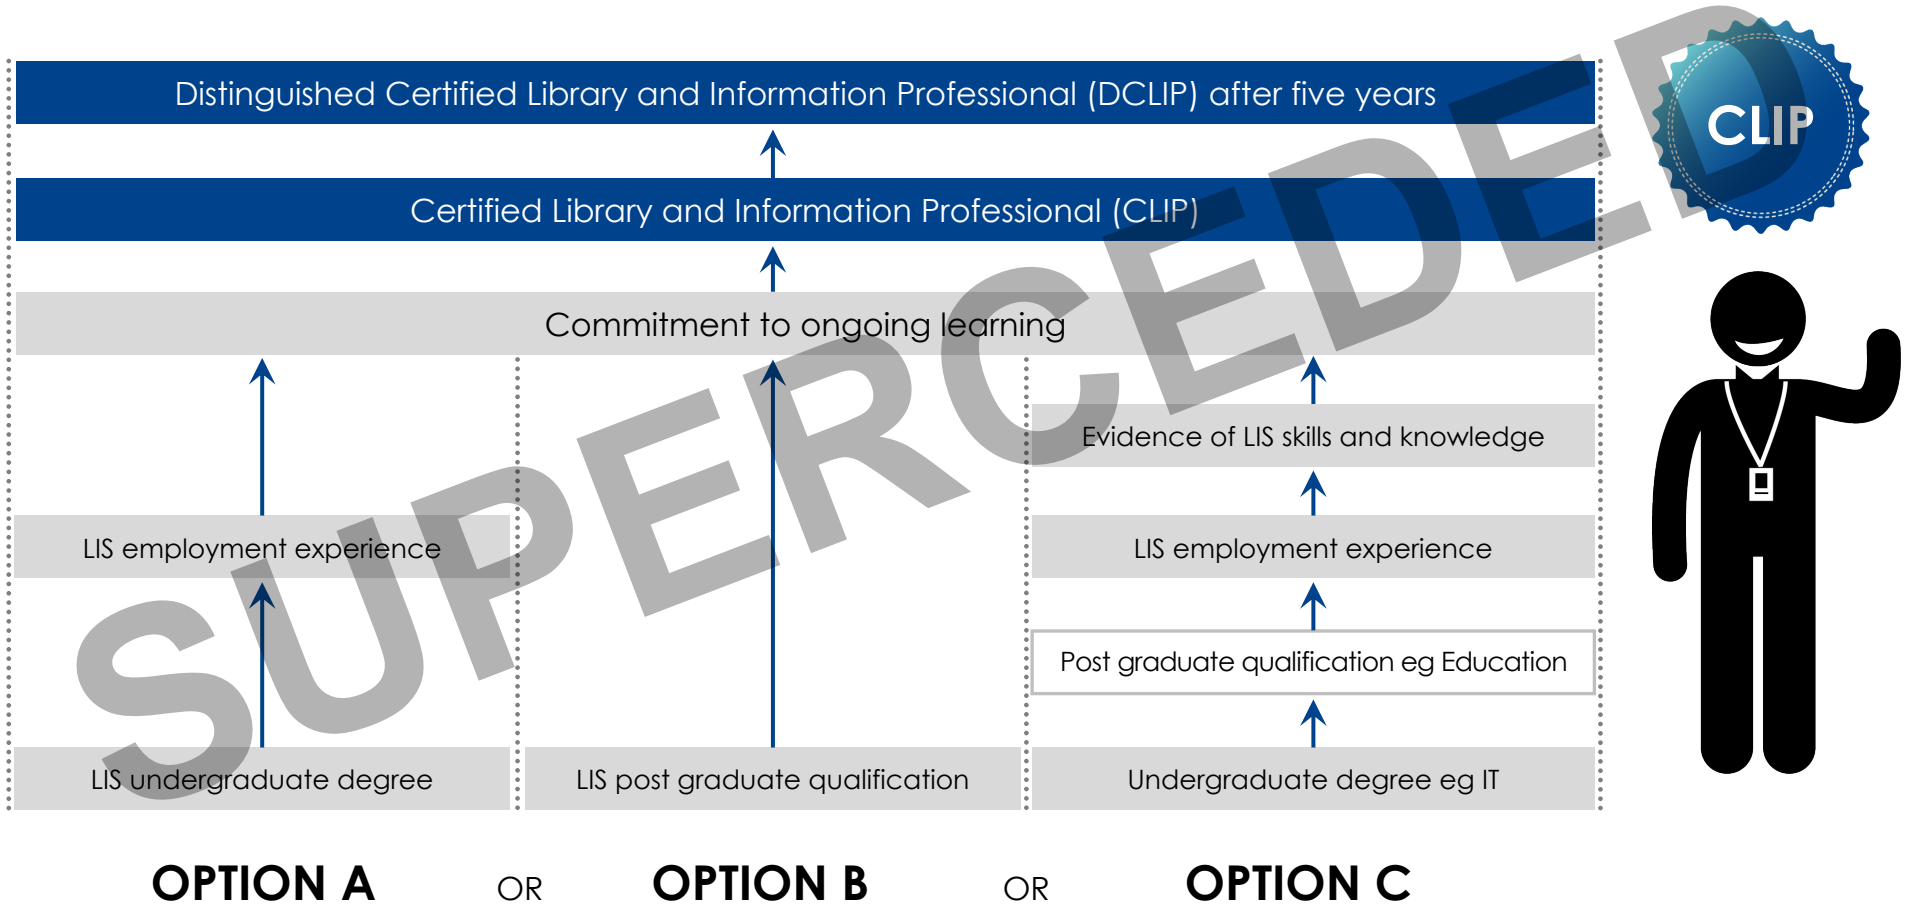 Distinguished Certified Library and Information Professional (DCLIP) after five years
CLIP
Certified Library and Information Professional (CLIP)
Commitment to ongoing learning
Evidence of LIS skills and knowledge
LIS employment experience
LIS employment experience
Post graduate qualification eg Education
LIS undergraduate degree
LIS post graduate qualification
Undergraduate degree eg IT
OPTION A OR OPTION B OR OPTION C
SUPERCEDED